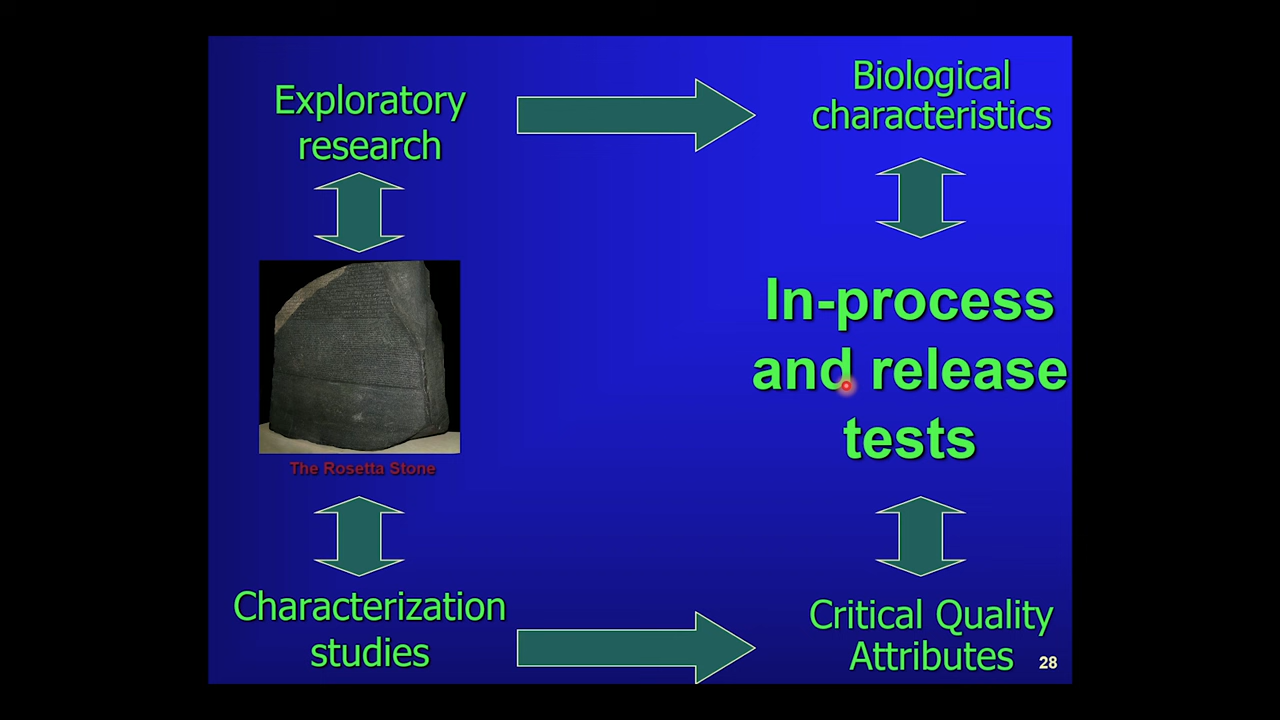 Exploratory
research
Biological
characteristics
The Rosetta Stone
In-process
and release
tests
Characterization
studies
Critical Quality
Attributes
28